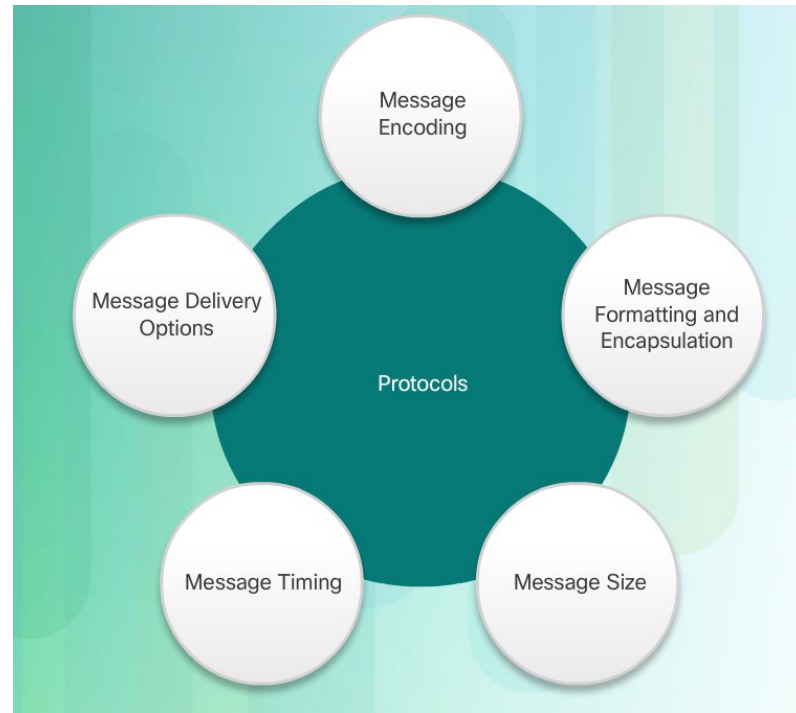 Message
Encoding
Message Delivery
Options
Message
Formatting and
Encapsulation
Protocols
Message Timing
Message Size